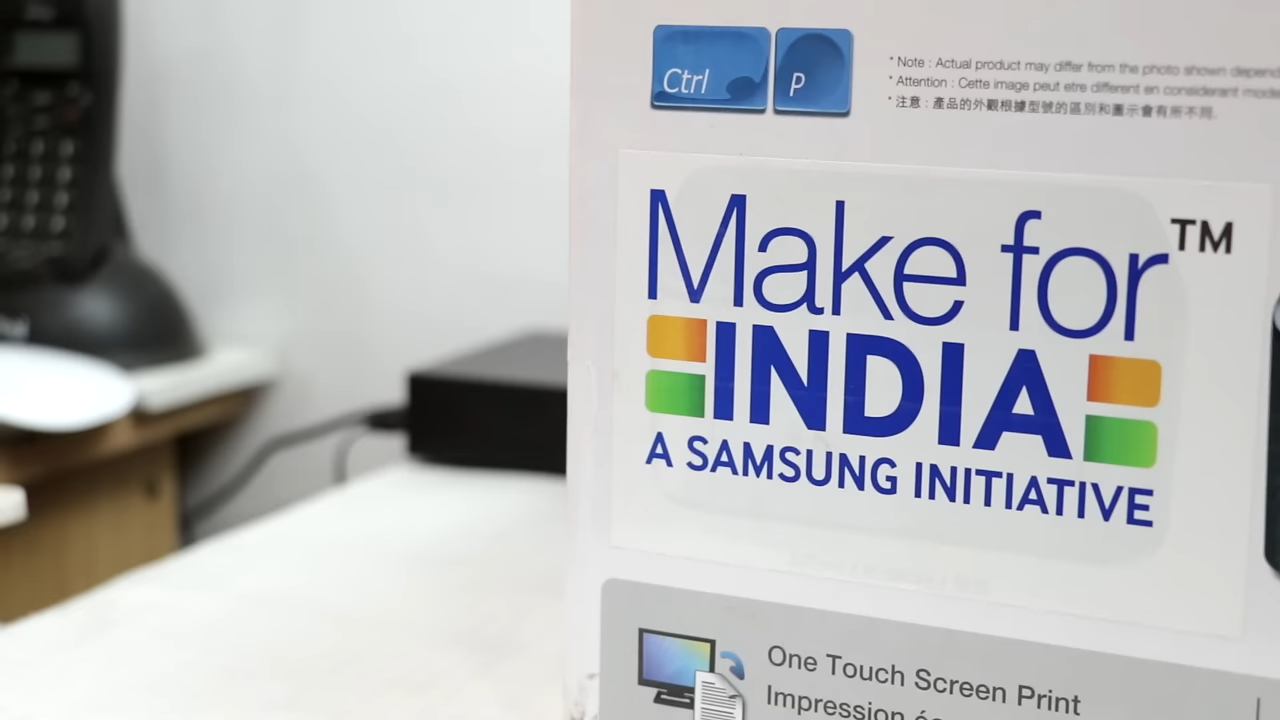 Ctrl P
* Note : Actual product may differ from the photo shown depend
* Attention : Cette image peut etre different en considerant mode
* 注意 : 產品的外觀根據型號的區別和圖示會有所不同.
Make for™
INDIA
A SAMSUNG INITIATIVE
One Touch Screen Print
Impression